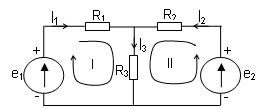 I₁ R₁ R₂ I₂
+ I₃ +
e₁ I R₃ II e₂
- -